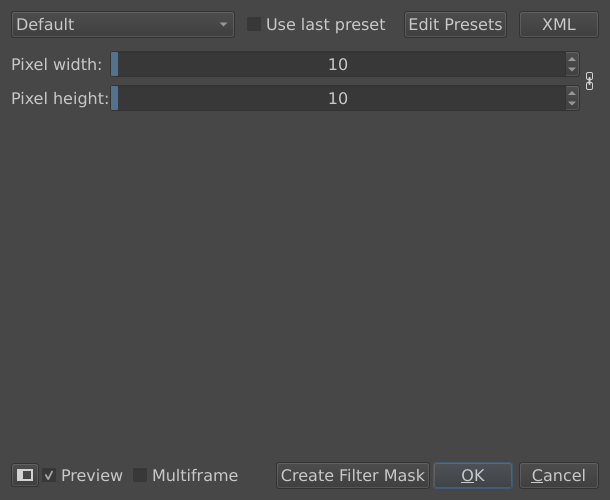 Default Use last preset Edit Presets XML
Pixel width: 10
Pixel height: 10
Preview Multiframe Create Filter Mask OK Cancel